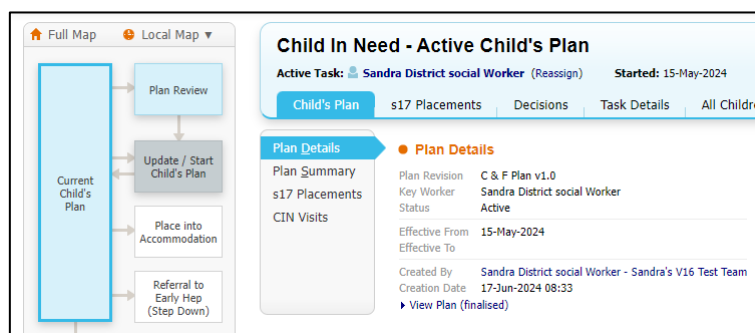 Full Map Local Map ▼
Current
Child's
Plan
Plan Review
Update / Start
Child's Plan
Place into
Accommodation
Referral to
Early Hep
(Step Down)
Child In Need - Active Child's Plan
Active Task: Sandra District social Worker (Reassign) Started: 15-May-2024
Child's Plan s17 Placements Decisions Task Details All Childre
Plan Details
Plan Summary
s17 Placements
CIN Visits
Plan Details
Plan Revision C & F Plan v1.0
Key Worker Sandra District social Worker
Status Active
Effective From 15-May-2024
Effective To
Created By Sandra District social Worker - Sandra's V16 Test Team
Creation Date 17-Jun-2024 08:33
View Plan (finalised)